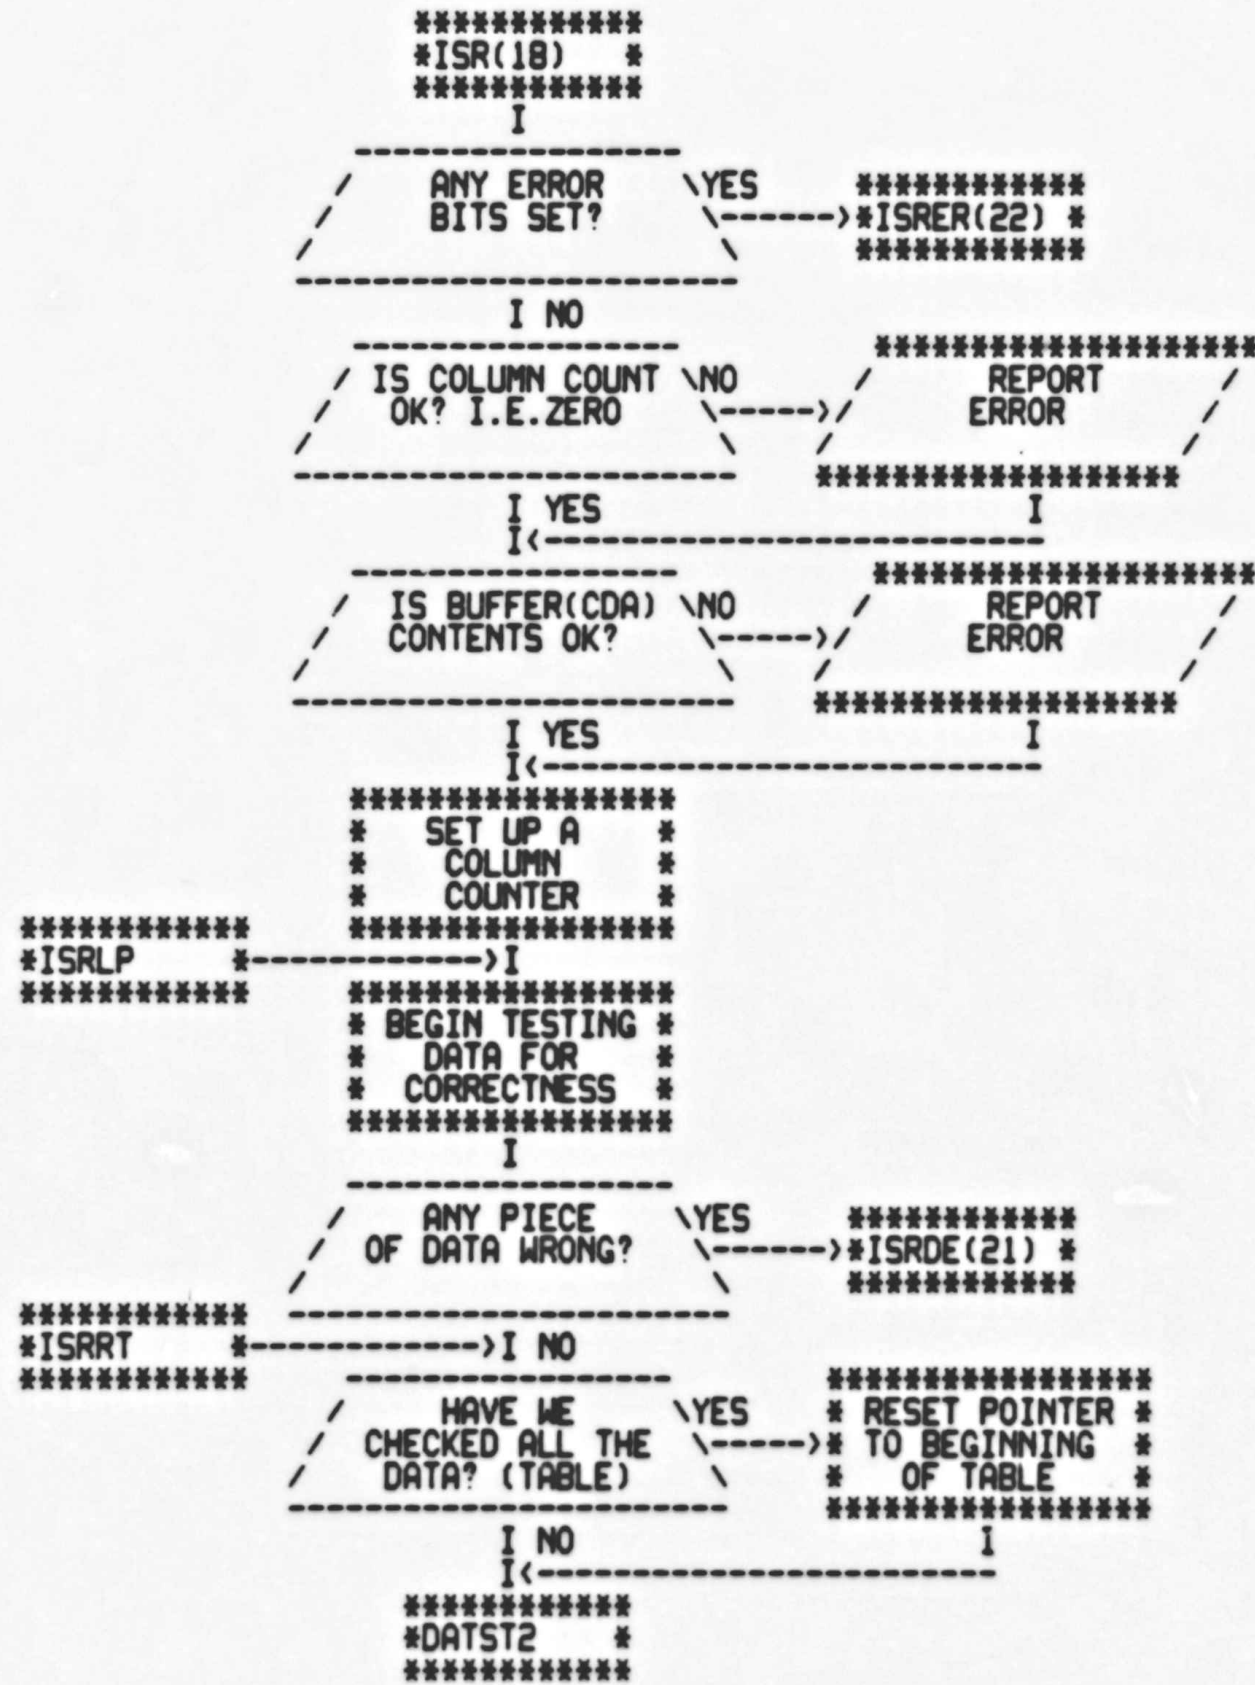 ************
*ISR(18)   *
************
I
-----------------
/    ANY ERROR    \YES     ************
/     BITS SET?     \------>*ISRER(22) *
/                     \      ************
-----------------------
I NO
-----------------      ********************
/ IS COLUMN COUNT \NO      /      REPORT      /
/   OK? I.E.ZERO    \----->/      ERROR       /
/                     \    /                  /
-----------------------    *******************
I YES                      I
I<--------------------------
-----------------      ********************
/  IS BUFFER(CDA) \NO      /      REPORT      /
/   CONTENTS OK?    \----->/      ERROR       /
/                     \    /                  /
-----------------------    *******************
I YES                      I
I<--------------------------
*****************
*   SET UP A    *
*    COLUMN     *
*    COUNTER    *
************     *****************
*ISRLP     *------------>I
************     *****************
* BEGIN TESTING *
*   DATA FOR    *
*  CORRECTNESS  *
*****************
I
-----------------
/    ANY PIECE    \YES     ************
/  OF DATA WRONG?   \------>*ISRDE(21) *
/                     \      ************
************  -----------------------
*ISRRT     *------------>I NO
************     -----------------        *****************
/     HAVE WE     \YES    * RESET POINTER *
/  CHECKED ALL THE  \----->* TO BEGINNING  *
/    DATA? (TABLE)    \     *   OF TABLE    *
-----------------------     *****************
I NO                     I
I<------------------------
************
*DATST2    *
************